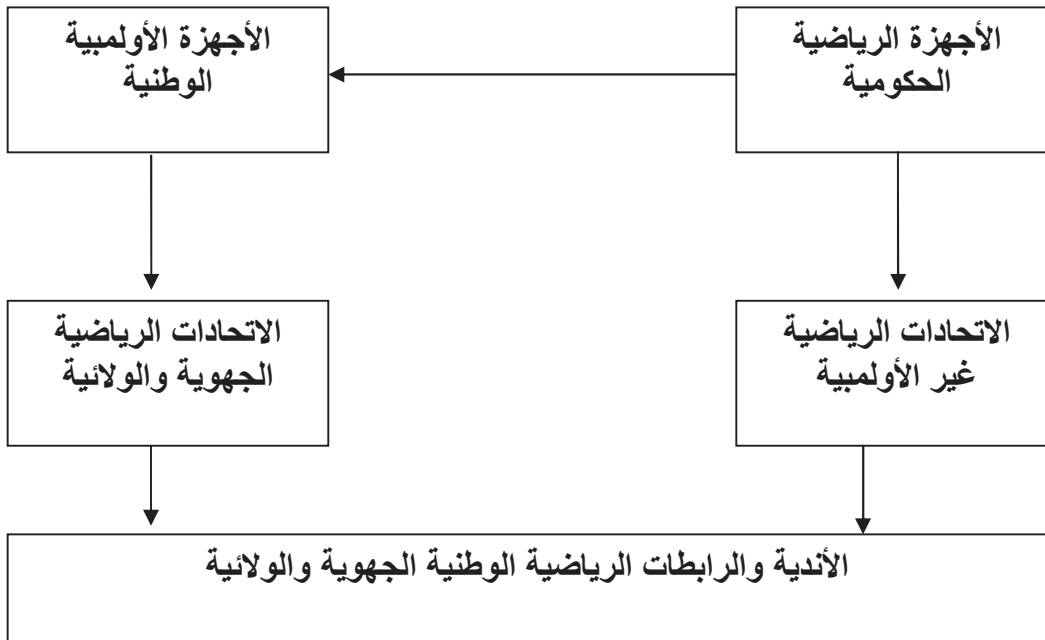 الأجهزة الرياضية
الحكومية
الأجهزة الأولمبية
الوطنية
الاتحادات الرياضية
غير الأولمبية
الاتحادات الرياضية
الجهوية والولائية
الأندية والرابطات الرياضية الوطنية الجهوية والولائية